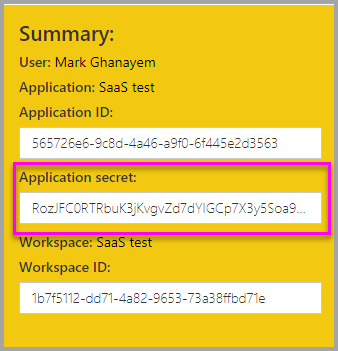 Summary:
User: Mark Ghanayem
Application: SaaS test
Application ID:
565726e6-9c8d-4a46-a9f0-6f445e2d3563
Application secret:
RozJFC0RTRbuK3jKvgvZd7dYIGCp7X3y5Soa9...
Workspace: SaaS test
Workspace ID:
1b7f5112-dd71-4a82-9653-73a38ffbd71e